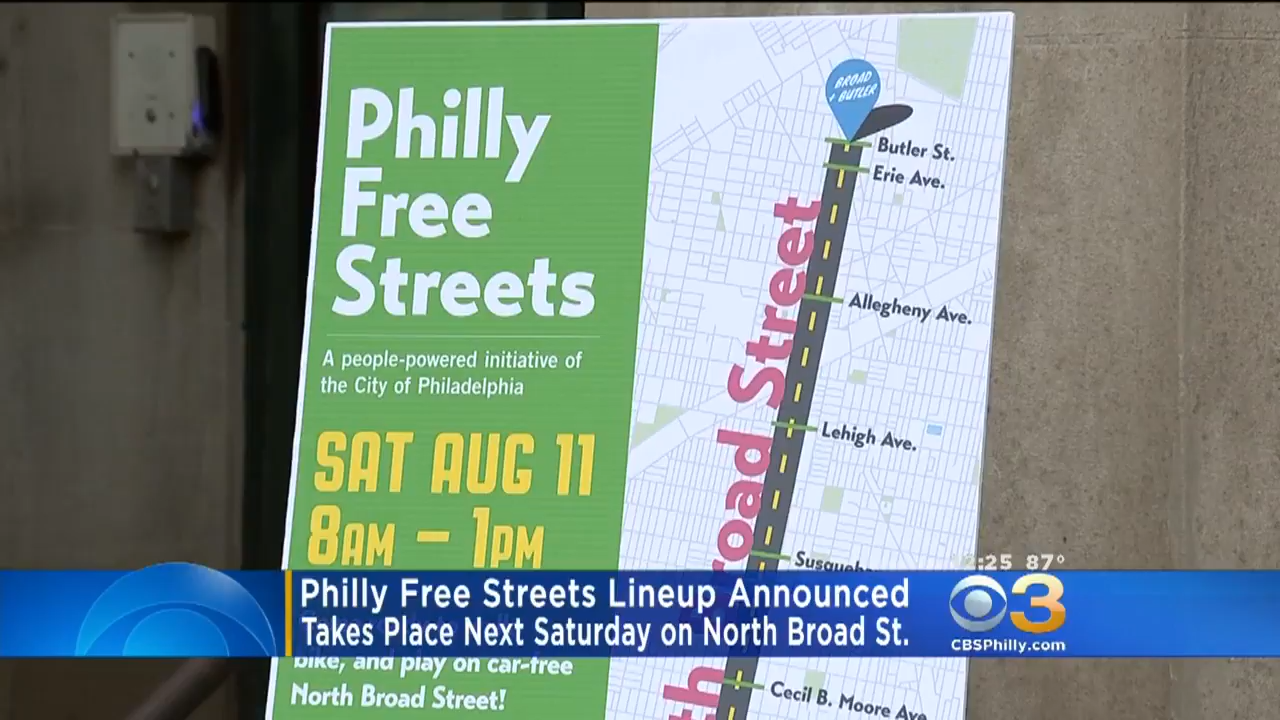 Philly
Free
Streets
A people-powered initiative of
the City of Philadelphia
SAT AUG 11
8AM – 1PM
bike, and play on car-free
North Broad Street!
BROAD
+ BUTLER
Butler St.
Erie Ave.
Allegheny Ave.
Lehigh Ave.
Cecil B. Moore Ave
Street
Philly Free Streets Lineup Announced
Takes Place Next Saturday on North Broad St.
:25 87°
3
CBSPhilly.com